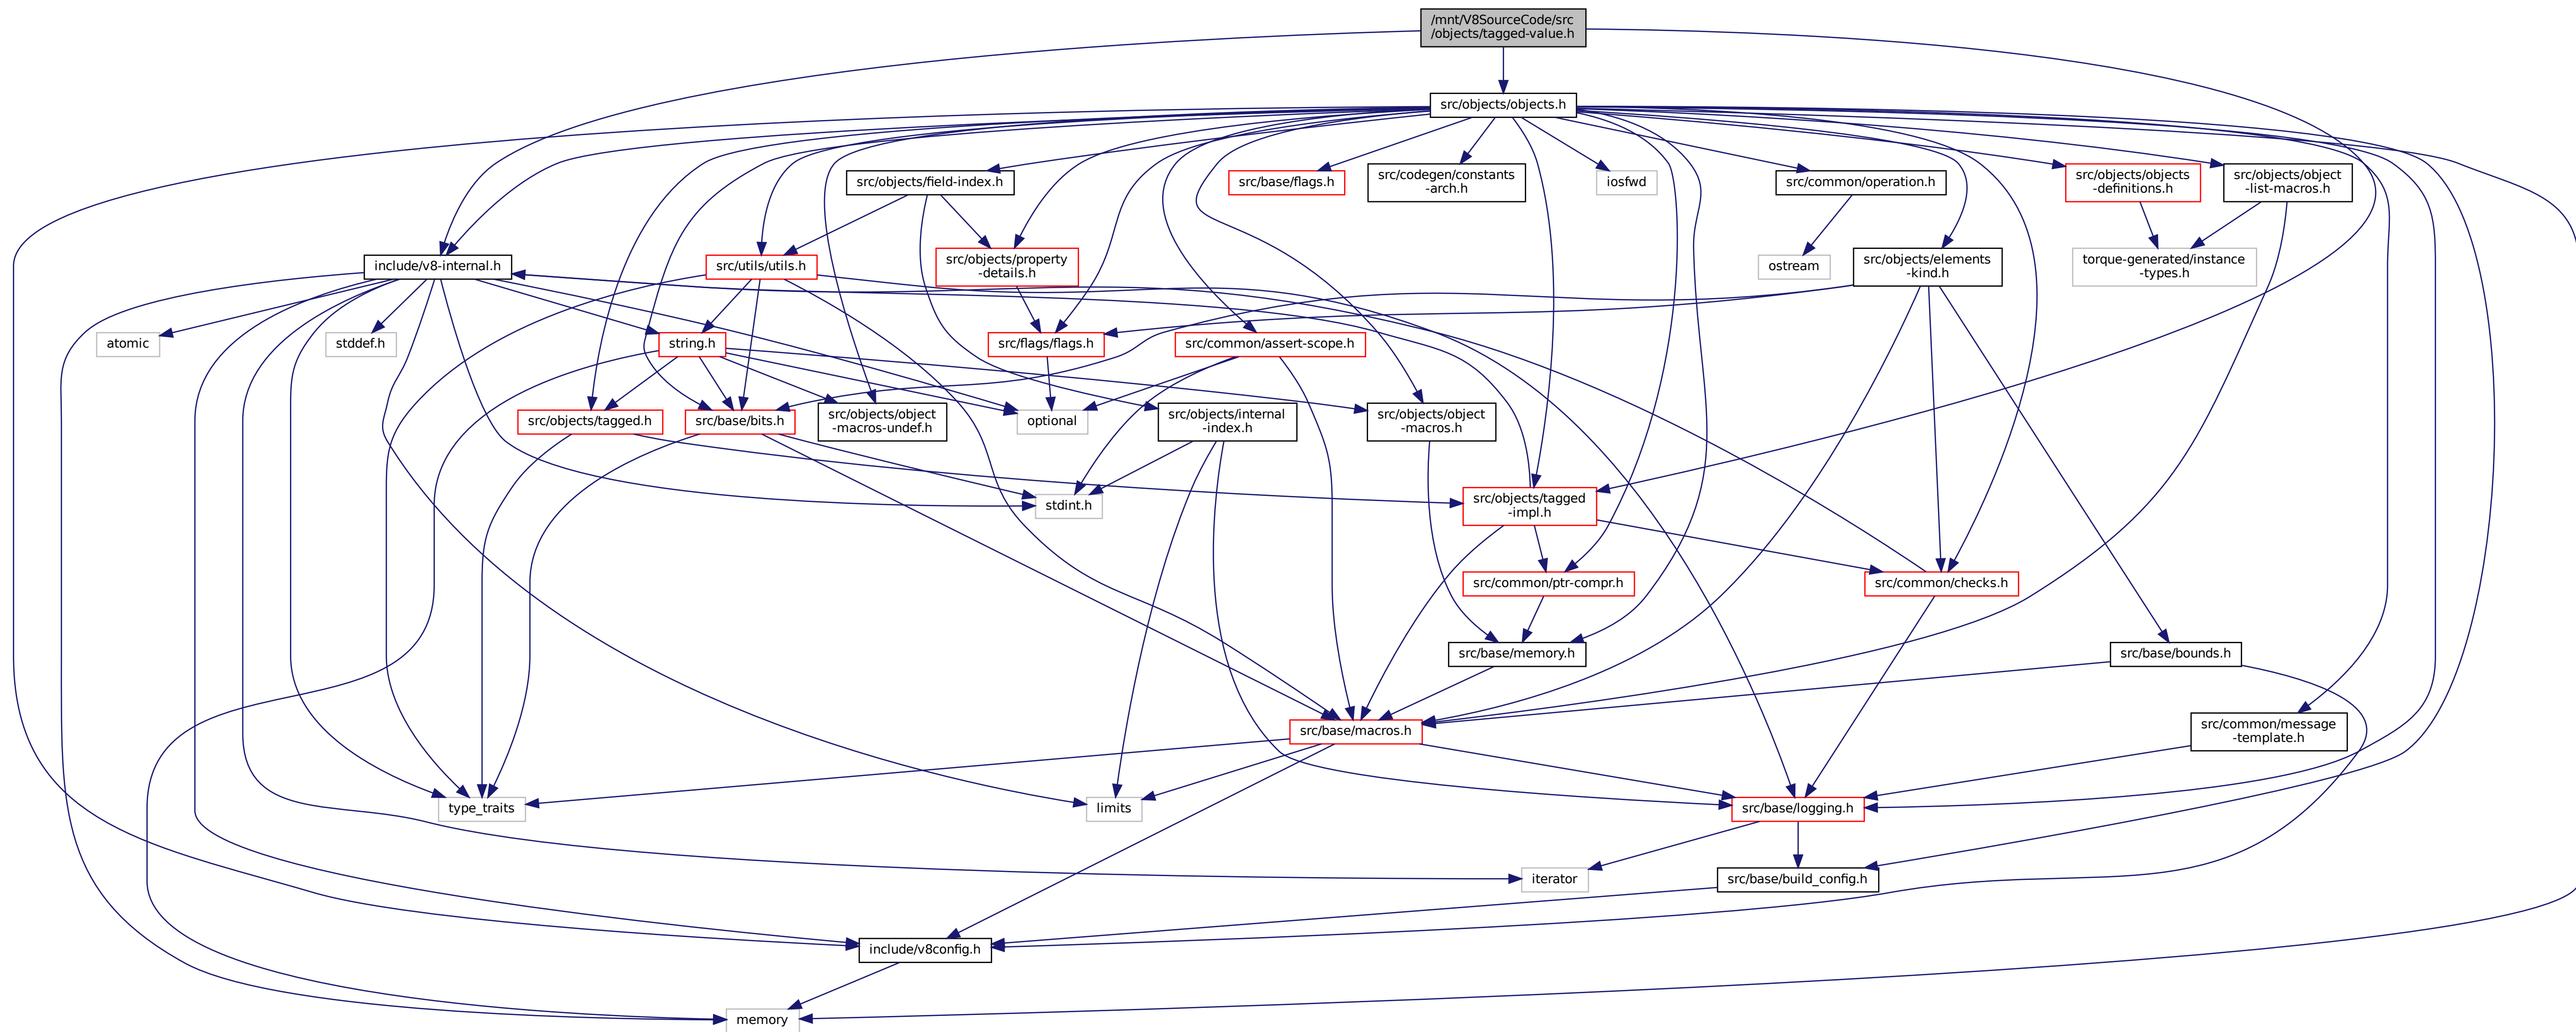 /mnt/V8SourceCode/src
/objects/tagged-value.h
src/objects/objects.h
src/objects/field-index.h
src/base/flags.h
src/codegen/constants
-arch.h
iosfwd
src/common/operation.h
src/objects/objects
-definitions.h
src/objects/object
-list-macros.h
include/v8-internal.h
src/utils/utils.h
src/objects/property
-details.h
ostream
src/objects/elements
-kind.h
torque-generated/instance
-types.h
atomic
stddef.h
string.h
src/flags/flags.h
src/common/assert-scope.h
src/objects/tagged.h
src/base/bits.h
src/objects/object
-macros-undef.h
optional
src/objects/internal
-index.h
src/objects/object
-macros.h
stdint.h
src/objects/tagged
-impl.h
src/common/ptr-compr.h
src/common/checks.h
src/base/memory.h
src/base/bounds.h
src/base/macros.h
src/common/message
-template.h
type_traits
limits
src/base/logging.h
iterator
src/base/build_config.h
include/v8config.h
memory